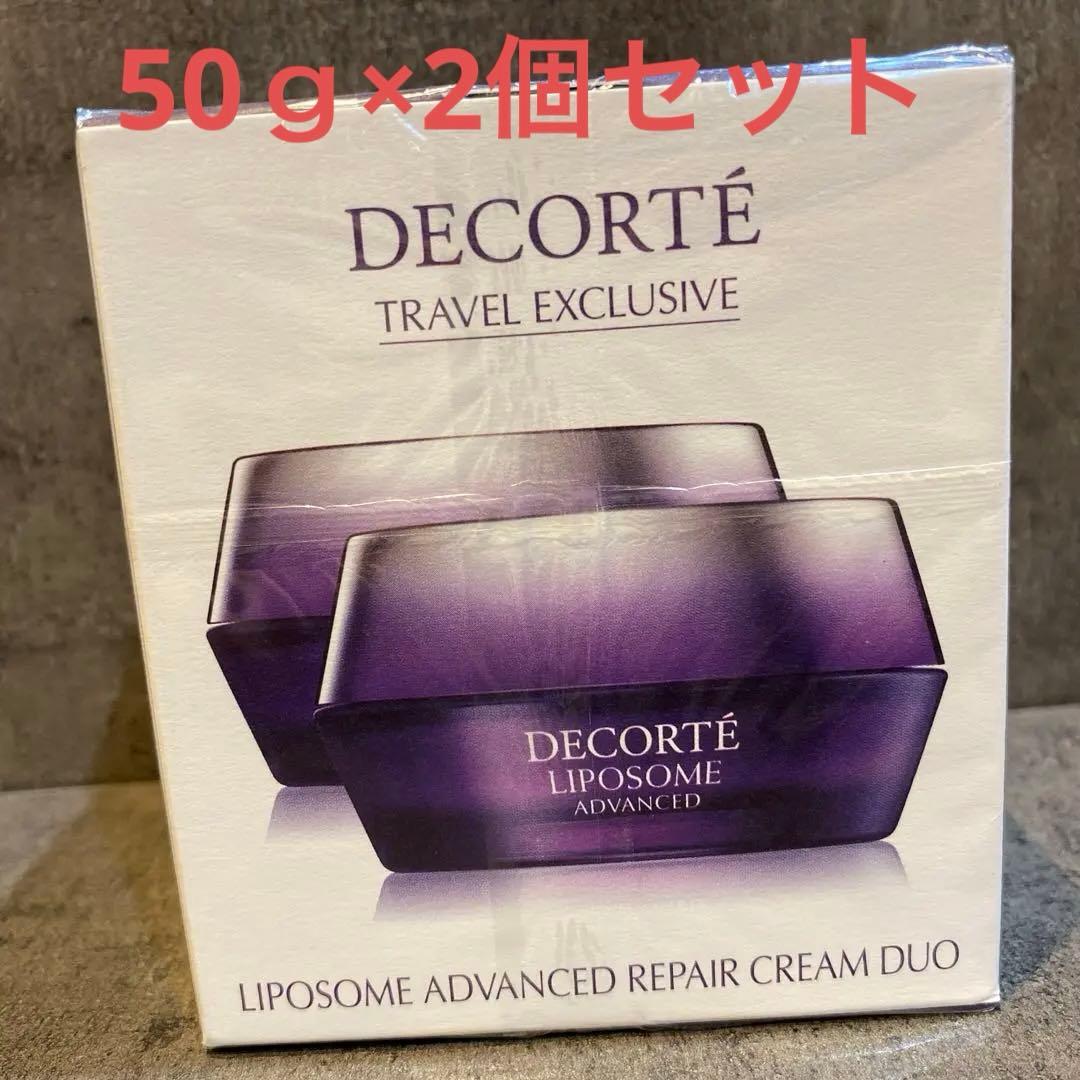 50ｇ×2個セット
DECORTÉ
TRAVEL EXCLUSIVE
DECORTÉ
LIPOSOME
ADVANCED
LIPOSOME ADVANCED REPAIR CREAM DUO